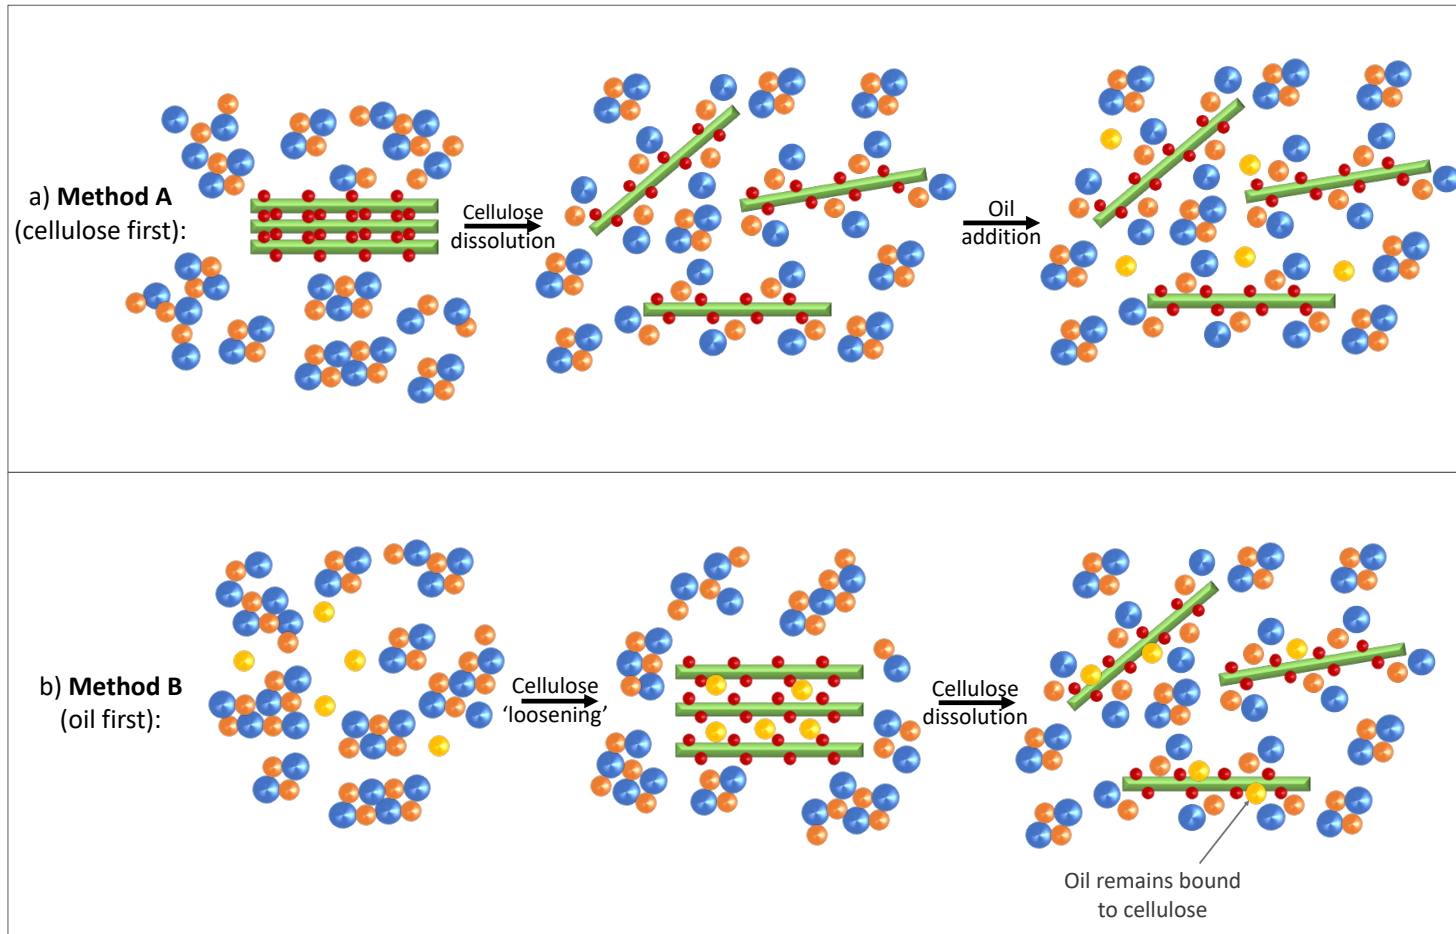 a) Method A
(cellulose first):
Cellulose
dissolution
Oil
addition
b) Method B
(oil first):
Cellulose
‘loosening’
Cellulose
dissolution
Oil remains bound
to cellulose